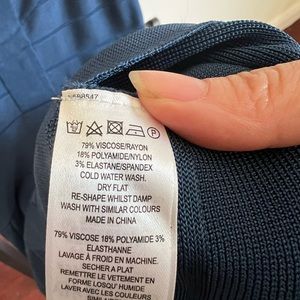 79% VISCOSE/RAYON
18% POLYAMIDE/NYLON
3% ELASTANE/SPANDEX
COLD WATER WASH.
DRY FLAT
RE-SHAPE WHILST DAMP
WASH WITH SIMILAR COLOURS
MADE IN CHINA
79% VISCOSE 18% POLYAMIDE 3%
ELASTHANNE
LAVAGE À FROID EN MACHINE.
SECHER A PLAT
REMETTRE LE VETEMENT EN
FORME LOSQU' HUMIDE
LAVER AVEC LES COULEURS